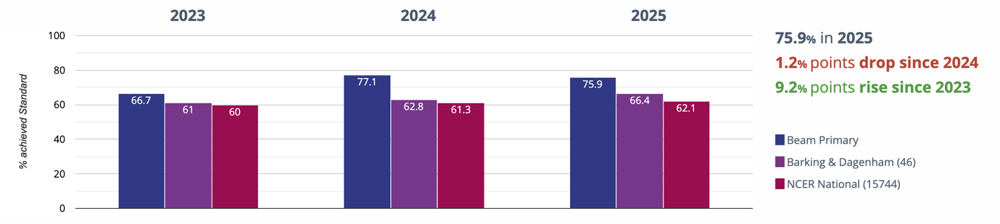 2023
2024
2025
100
80
60
40
20
0
% achieved Standard
66.7
61
60
77.1
62.8
61.3
75.9
66.4
62.1
75.9% in 2025
1.2% points drop since 2024
9.2% points rise since 2023
Beam Primary
Barking & Dagenham (46)
NCER National (15744)